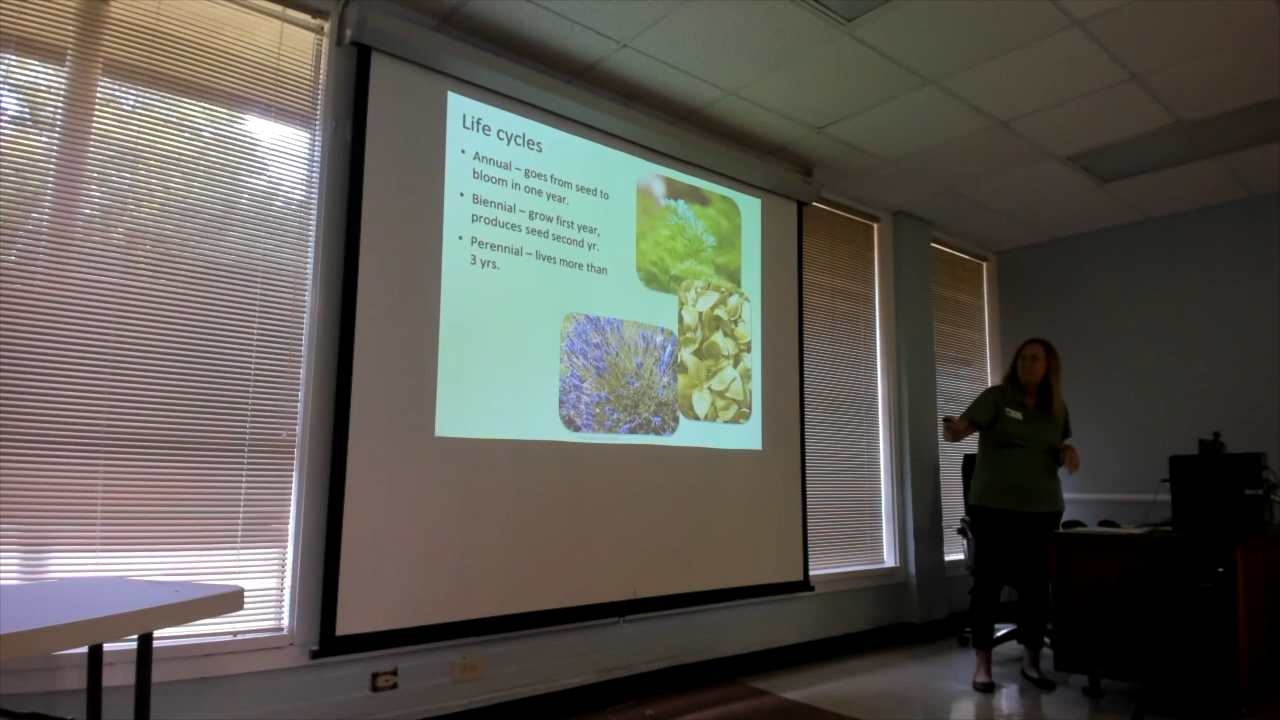 Life cycles
• Annual – goes from seed to
bloom in one year.
• Biennial – grow first year,
produces seed second yr.
• Perennial – lives more than
3 yrs.